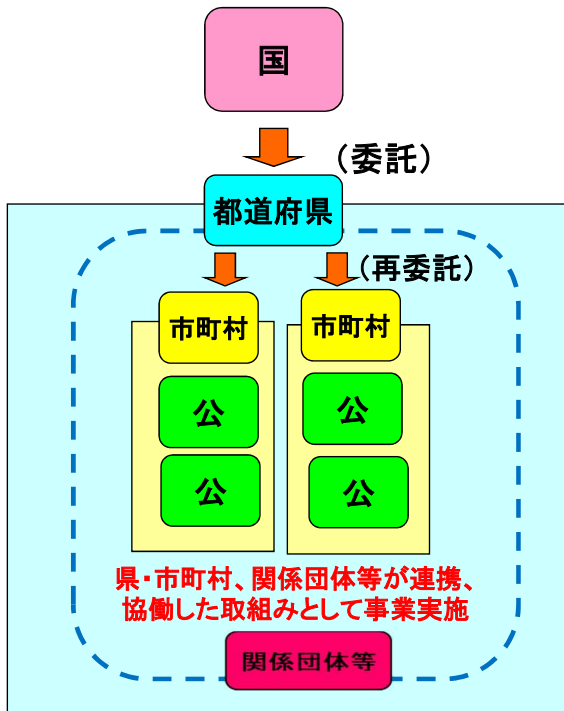 国
（委託）
都道府県
（再委託）
市町村
市町村
公
公
公
公
県・市町村、関係団体等が連携、
協働した取組みとして事業実施
関係団体等